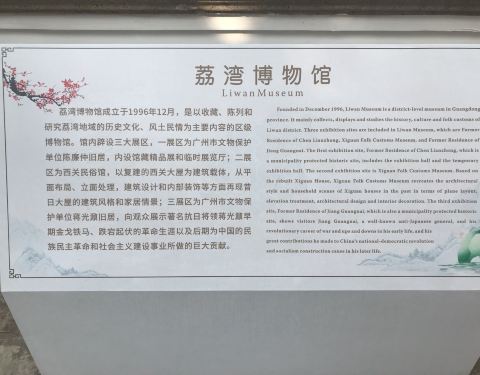 荔湾博物馆
LiwanMuseum
荔湾博物馆成立于1996年12月，是以收藏、陈列和
研究荔湾地域的历史文化、风土民情为主要内容的区级
博物馆。馆内辟设三大展区，一展区为广州市文物保护
单位陈廉仲旧居，内设馆藏精品展和临时展览厅；二展
区为西关民俗馆，以复建的西关大屋为建筑载体，从平
面布局、立面处理，建筑设计和内部装饰等方面再现昔
日大屋的建筑风格和家居情景；三展区为广州市文物保
护单位蒋光鼐旧居，向观众展示著名抗日将领蒋光鼐早
期金戈铁马、跌宕起伏的革命生涯以及后期为中国的民
族民主革命和社会主义建设事业所做的巨大贡献。
Founded in December 1996, Liwan Museum is a district-level museum in Guangdong
province. It mainly collects, displays and studies the history, culture and folk customs of
Liwan district. Three exhibition sites are included in Liwan Museum, which are Former
Residence of Chen Lianzhong, Xiguan Folk Customs Museum, and Former Residence of
Jiang Guangnai. The first exhibition site, Former Residence of Chen Lianzhong, which is
a municipality protected historic site, includes the exhibition hall and the temporary
exhibition hall. The second exhibition site is Xiguan Folk Customs Museum. Based on
the rebuilt Xiguan House, Xiguan Folk Customs Museum recreates the architectural
style and household scenes of Xiguan houses in the past in terms of plane layout,
elevation treatment, architectural design and interior decoration. The third exhibition
site, Former Residence of Jiang Guangnai, which is also a municipality protected historic
site, shows visitors Jiang Guangnai, a well-known anti-Japanese general, and his
revolutionary career of war and ups and downs in his early life, and his
great contributions he made to China's national-democratic revolution
and socialism construction cause in his later life.